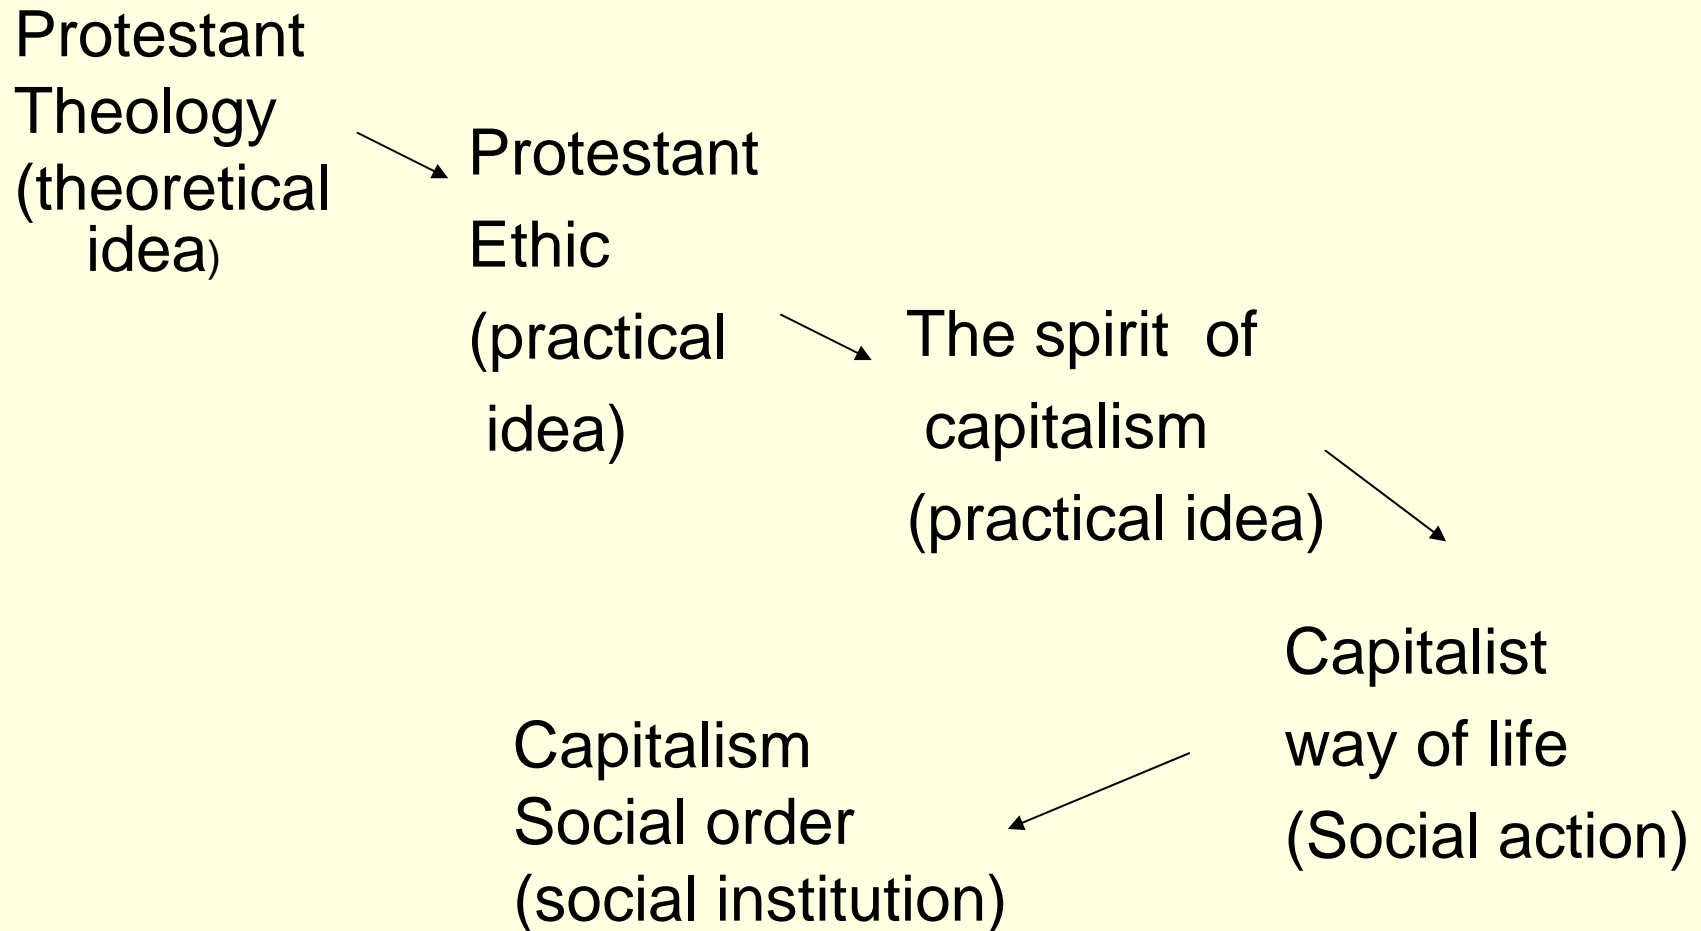 Protestant
Theology
(theoretical
idea)
Protestant
Ethic
(practical
idea)
The spirit of
capitalism
(practical idea)
Capitalist
way of life
(Social action)
Capitalism
Social order
(social institution)